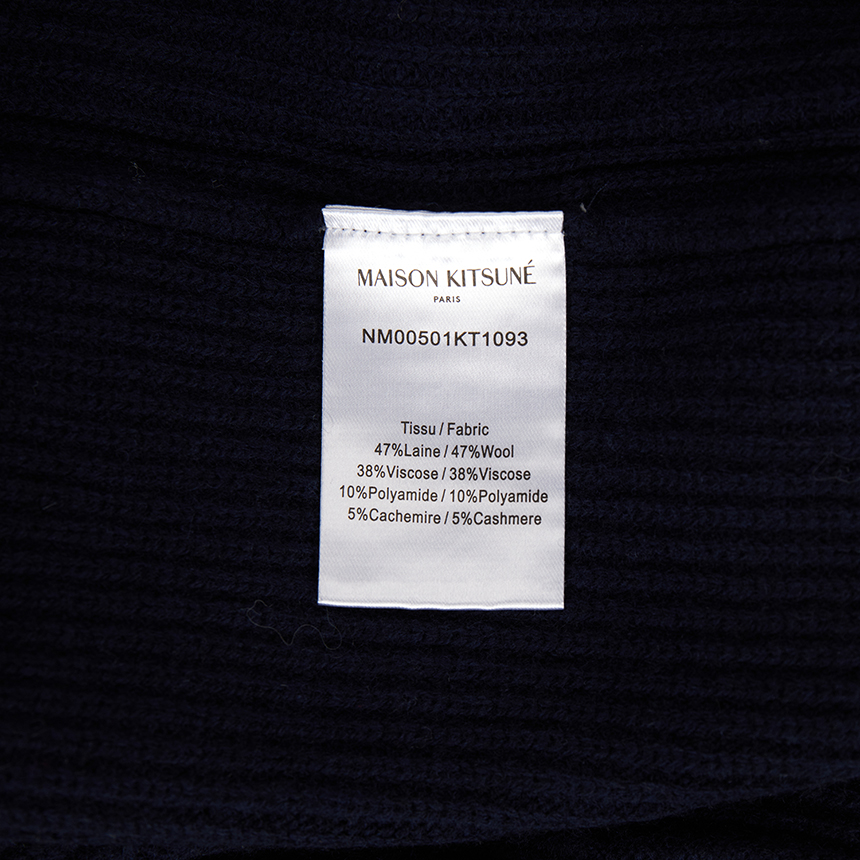 MAISON KITSUNÉ
PARIS
NM00501KT1093
Tissu / Fabric
47%Laine / 47%Wool
38%Viscose / 38%Viscose
10%Polyamide / 10%Polyamide
5%Cachemire / 5%Cashmere